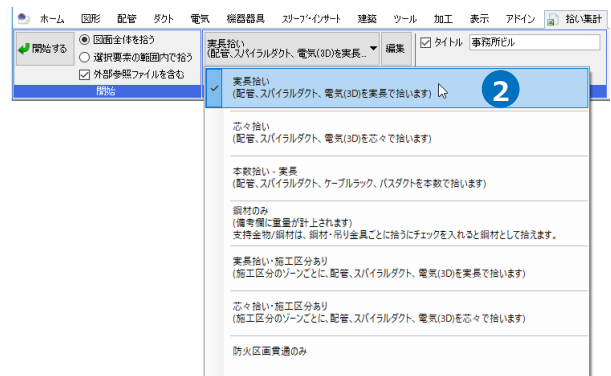 ホーム 図形 配管 ダクト 電気 機器器具 スリーブ・インサート 建築 ツール 加工 表示 アドイン 拾い集計
開始する
図面全体を拾う
選択要素の範囲内で拾う
外部参照ファイルを含む
開始
実長拾い
(配管、スパイラルダクト、電気(3D)を実長...
編集
タイトル 事務所ビル
実長拾い
(配管、スパイラルダクト、電気(3D)を実長で拾います)
2
芯々拾い
(配管、スパイラルダクト、電気(3D)を芯々で拾います)
本数拾い - 実長
(配管、スパイラルダクト、ケーブルラック、バスダクトを本数で拾います)
鋼材のみ
(備考欄に重量が計上されます)
支持金物/鋼材は、鋼材・吊り金具ごとに拾うにチェックを入れると鋼材として拾えます。
実長拾い・施工区分あり
(施工区分のゾーンごとに、配管、スパイラルダクト、電気(3D)を実長で拾います)
芯々拾い・施工区分あり
(施工区分のゾーンごとに、配管、スパイラルダクト、電気(3D)を芯々で拾います)
防火区画貫通のみ